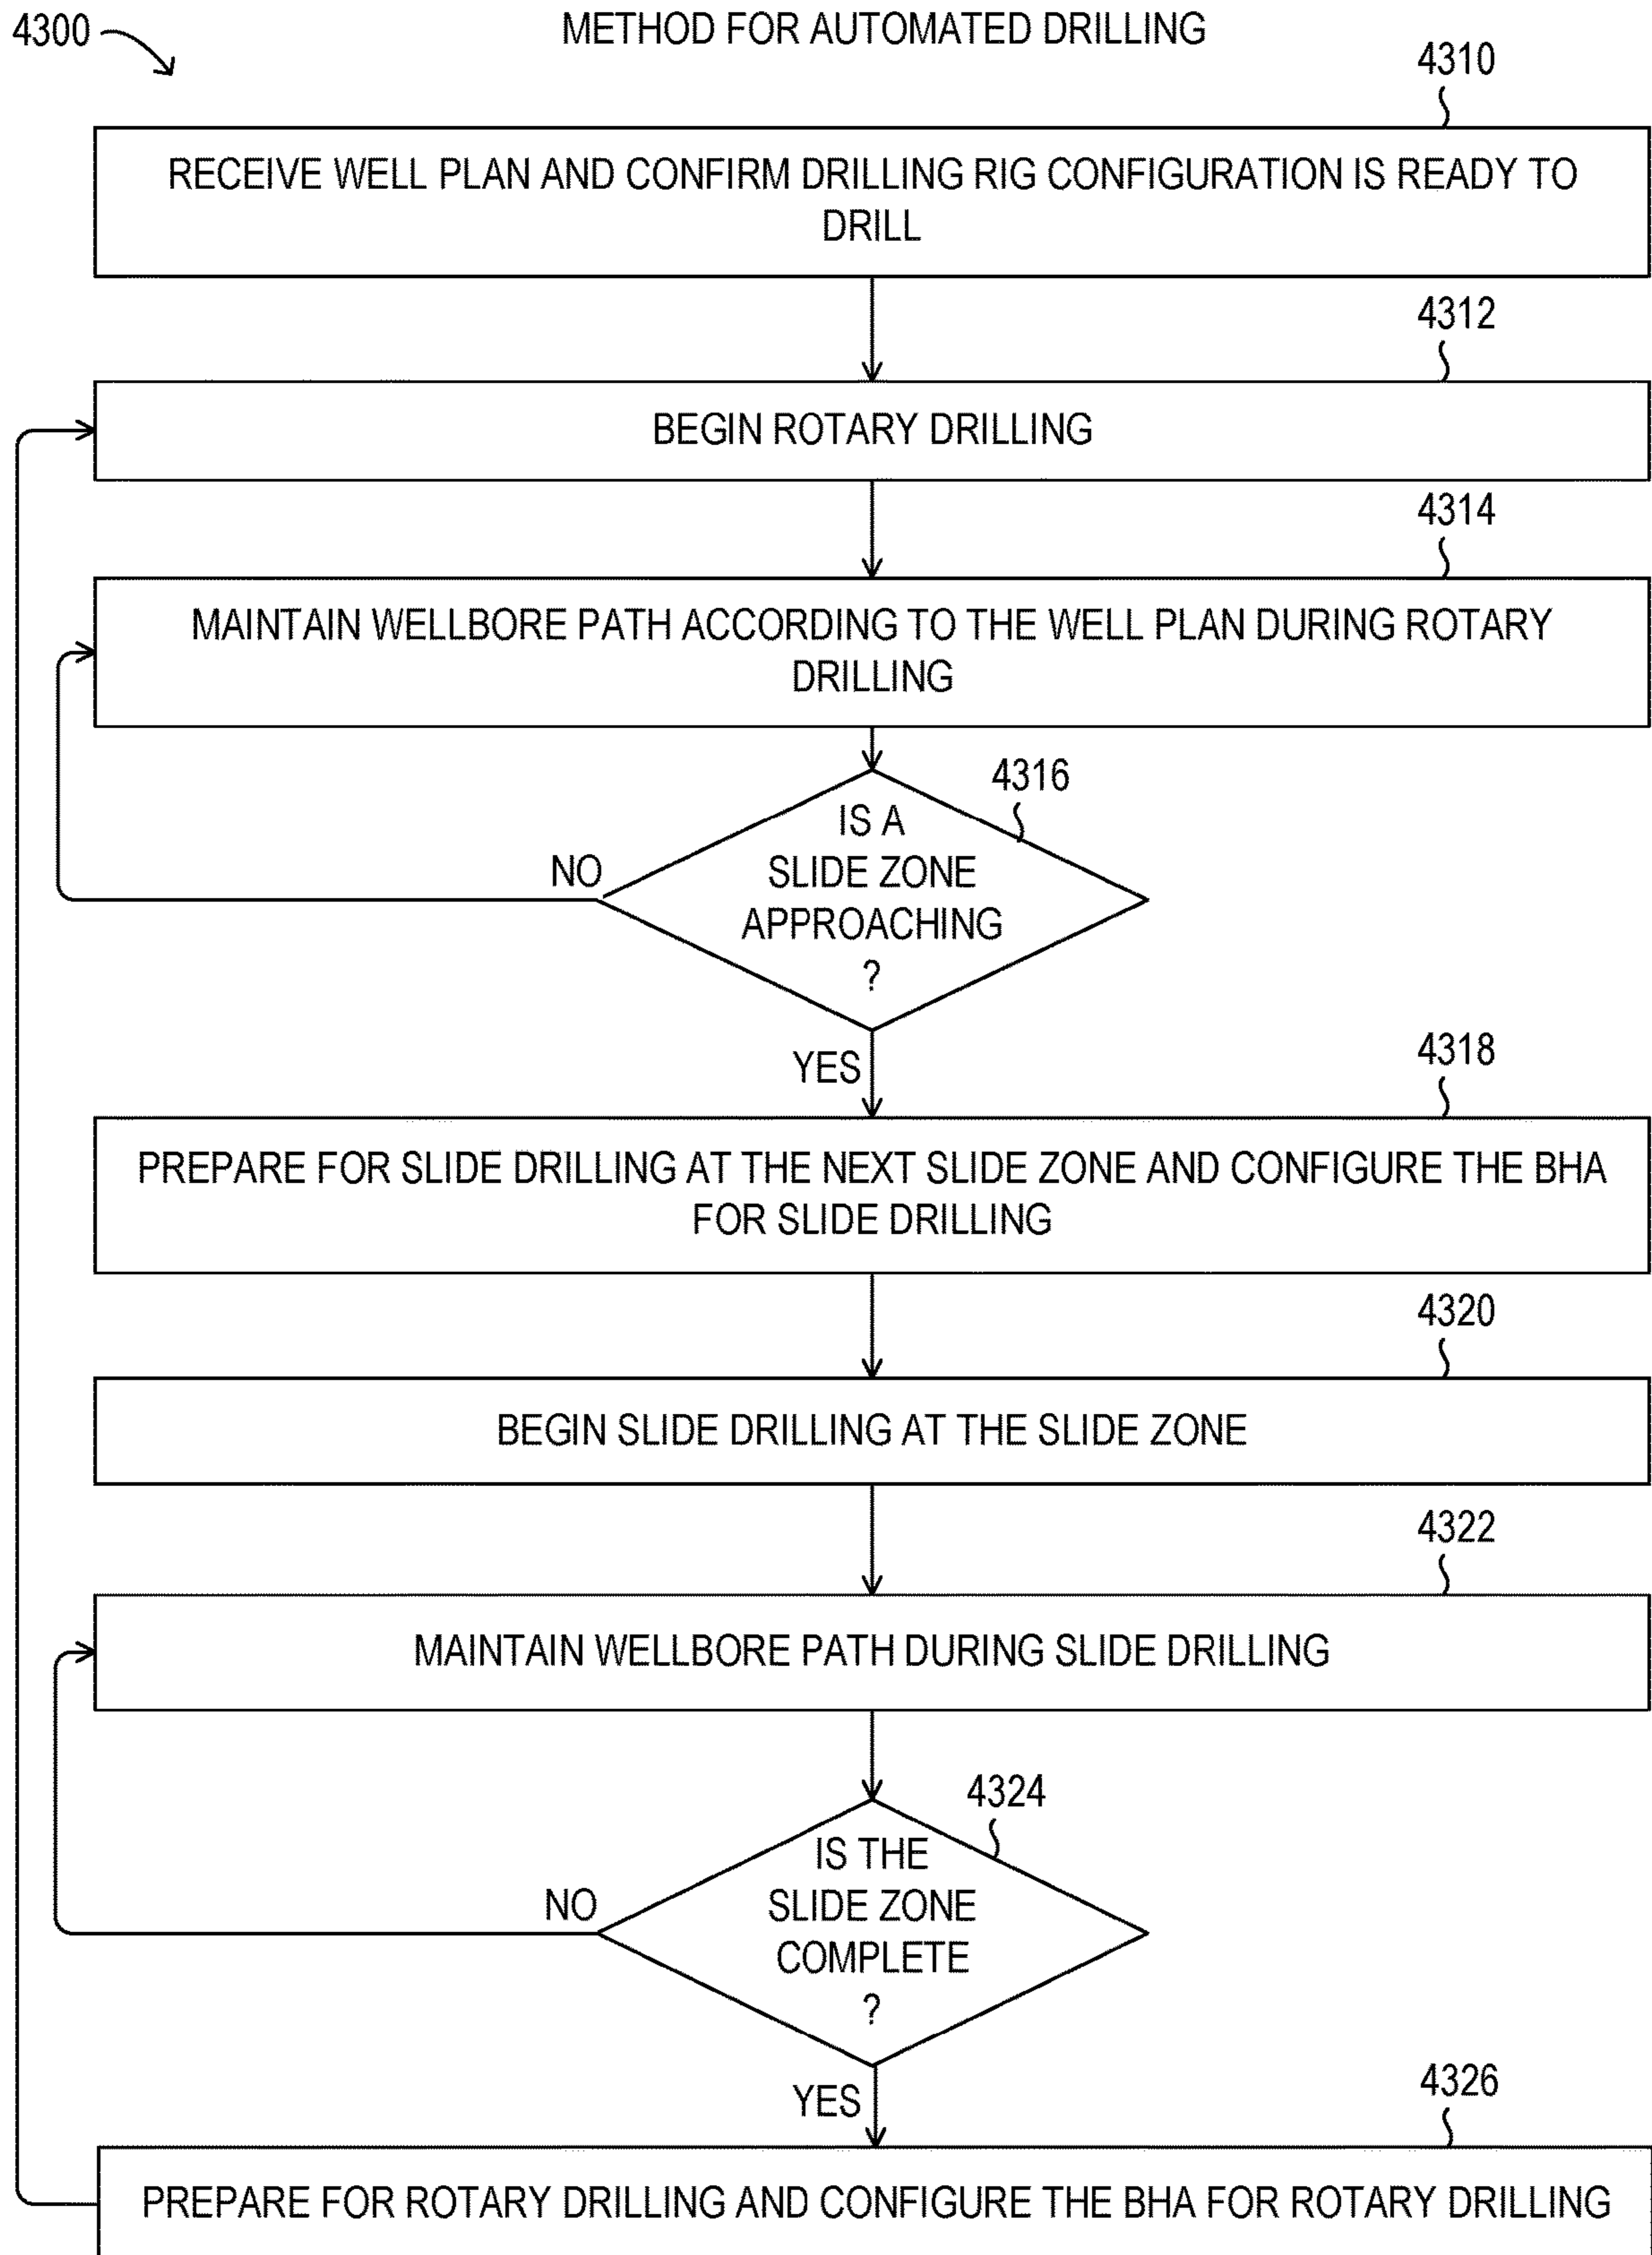 4300
METHOD FOR AUTOMATED DRILLING
4310
RECEIVE WELL PLAN AND CONFIRM DRILLING RIG CONFIGURATION IS READY TO
DRILL
4312
BEGIN ROTARY DRILLING
4314
MAINTAIN WELLBORE PATH ACCORDING TO THE WELL PLAN DURING ROTARY
DRILLING
4316
IS A
SLIDE ZONE
APPROACHING
?
NO
YES
4318
PREPARE FOR SLIDE DRILLING AT THE NEXT SLIDE ZONE AND CONFIGURE THE BHA
FOR SLIDE DRILLING
4320
BEGIN SLIDE DRILLING AT THE SLIDE ZONE
4322
MAINTAIN WELLBORE PATH DURING SLIDE DRILLING
4324
IS THE
SLIDE ZONE
COMPLETE
?
NO
YES
4326
PREPARE FOR ROTARY DRILLING AND CONFIGURE THE BHA FOR ROTARY DRILLING